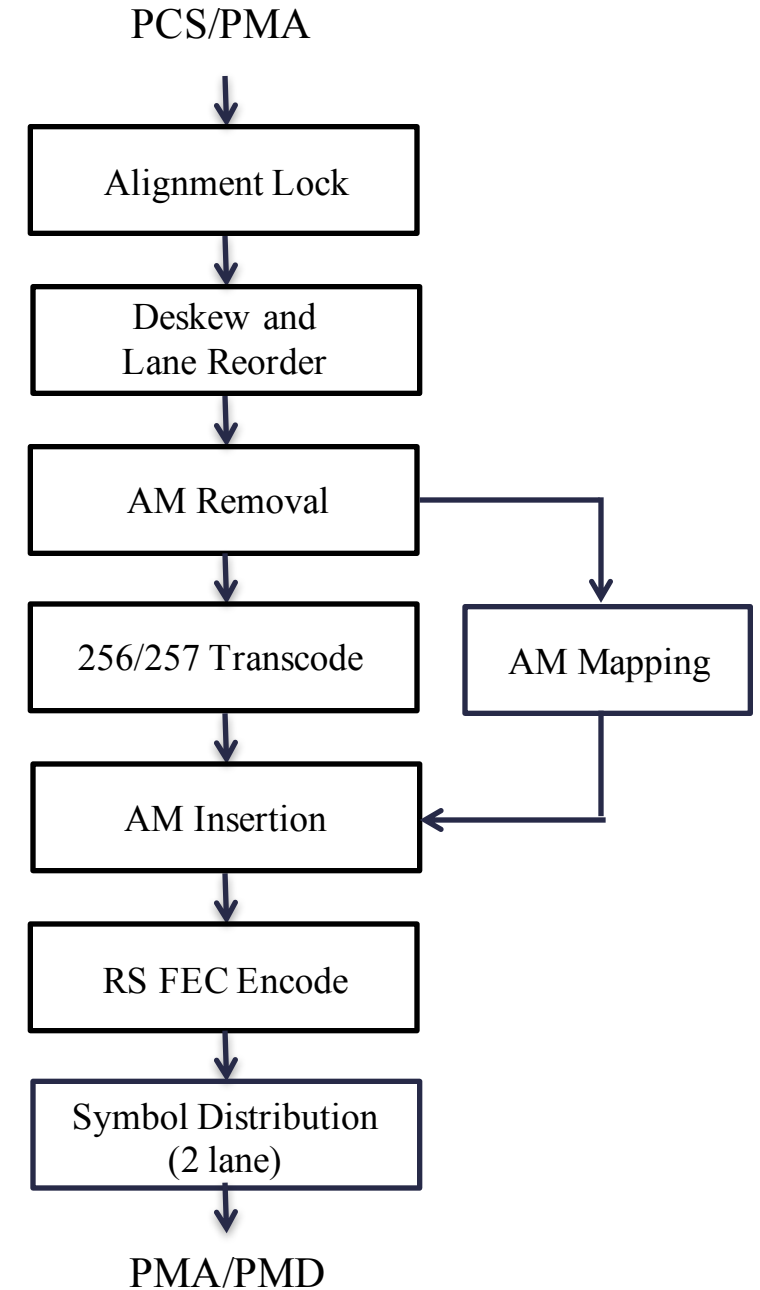 PCS/PMA
Alignment Lock
Deskew and
Lane Reorder
AM Removal
256/257 Transcode
AM Mapping
AM Insertion
RS FEC Encode
Symbol Distribution
(2 lane)
PMA/PMD